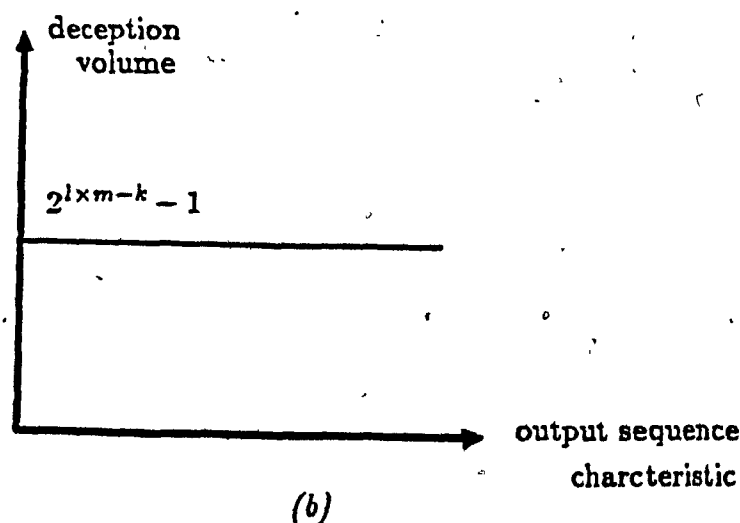 deception
volume
2^{l×m−k} − 1
output sequence
charcteristic
(b)